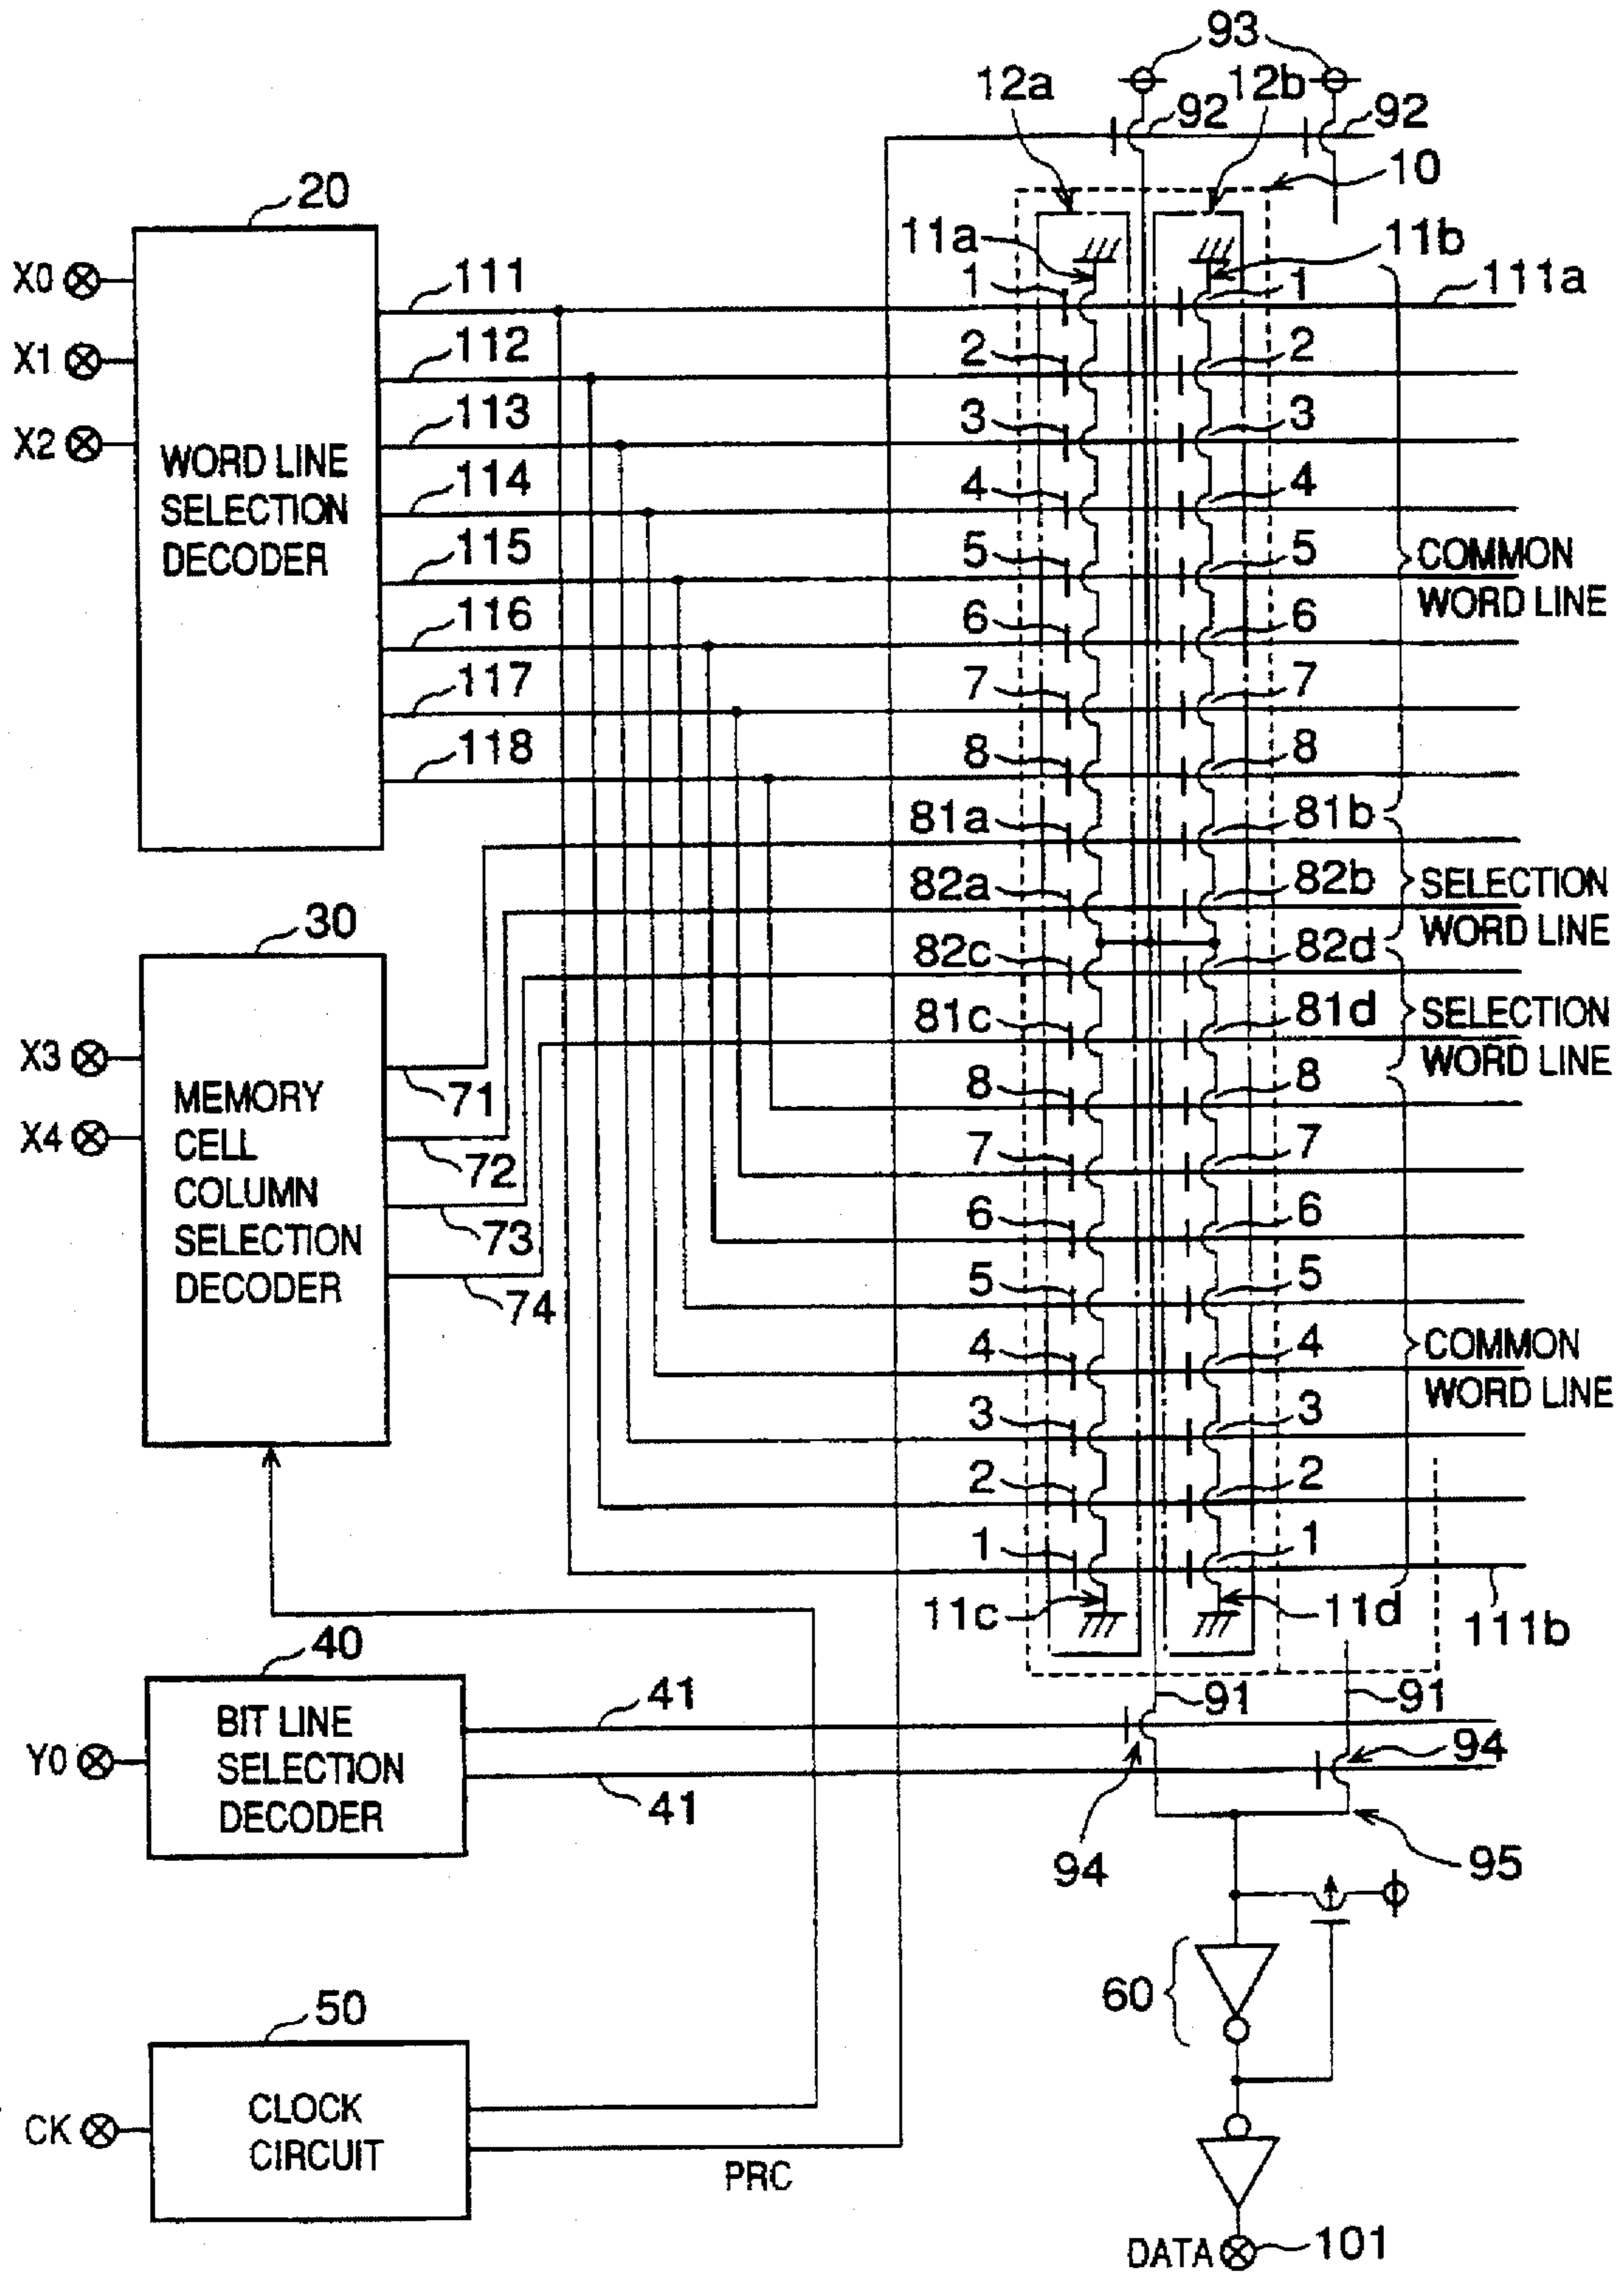 93
12a
12b
92
92
10
20
11a
11b
X0
111
1
1
111a
X1
112
2
2
X2
113
3
3
WORD LINE
SELECTION
DECODER
114
4
4
115
5
5
COMMON
WORD LINE
116
6
6
117
7
7
118
8
8
81a
81b
82a
82b
SELECTION
WORD LINE
30
82c
82d
81c
81d
SELECTION
WORD LINE
X3
71
8
8
MEMORY
CELL
COLUMN
SELECTION
DECODER
X4
72
7
7
73
6
6
74
5
5
4
4
COMMON
WORD LINE
3
3
2
2
1
1
11c
11d
111b
40
BIT LINE
SELECTION
DECODER
41
91
91
Y0
41
94
94
95
60
50
CLOCK
CIRCUIT
CK
PRC
DATA
101